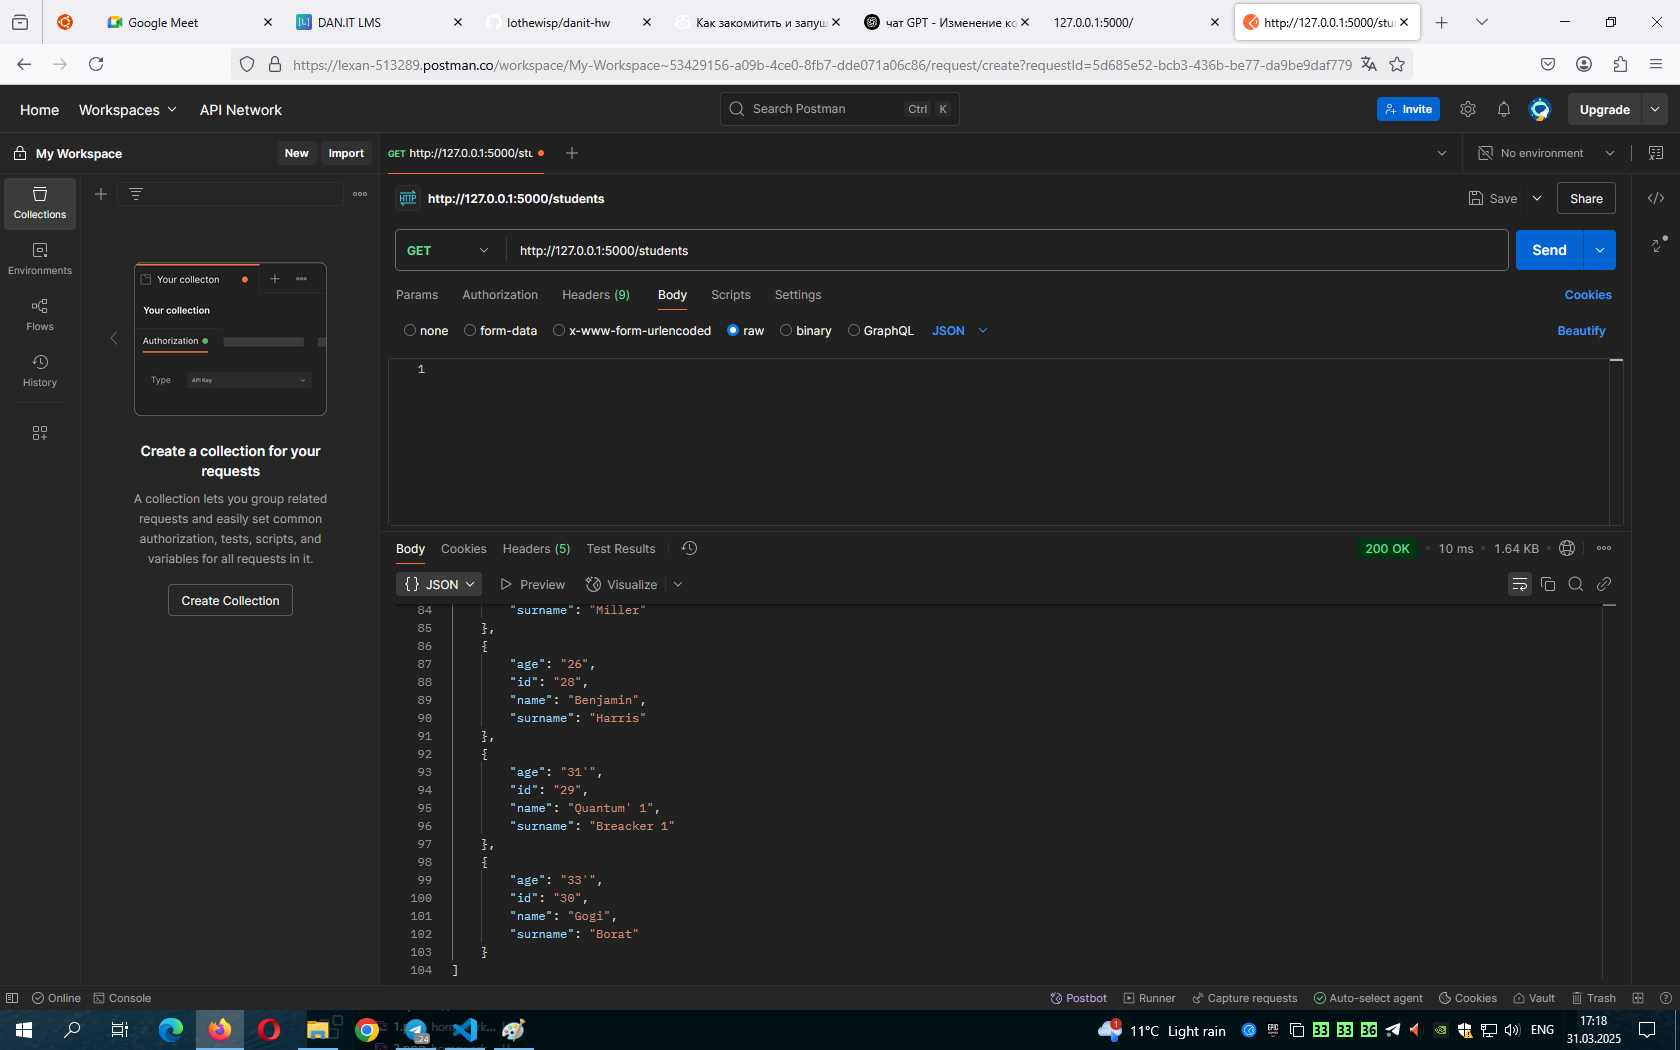 Google Meet
DAN.IT LMS
lothewisp/danit-hw
Как закомитить и запуш
чат GPT - Изменение ко
127.0.0.1:5000/
http://127.0.0.1:5000/stu
https://lexan-513289.postman.co/workspace/My-Workspace~53429156-a09b-4ce0-8fb7-dde071a06c86/request/create?requestId=5d685e52-bcb3-436b-be77-da9be9daf779
Home
Workspaces
API Network
Search Postman
Ctrl K
Invite
Upgrade
My Workspace
New
Import
GET http://127.0.0.1:5000/stu
No environment
Collections
Environments
Flows
History
Your collecton
Your collection
Authorization
Type
API Key
Create a collection for your
requests
A collection lets you group related
requests and easily set common
authorization, tests, scripts, and
variables for all requests in it.
Create Collection
HTTP
http://127.0.0.1:5000/students
Save
Share
GET
http://127.0.0.1:5000/students
Send
Params
Authorization
Headers (9)
Body
Scripts
Settings
Cookies
none
form-data
x-www-form-urlencoded
raw
binary
GraphQL
JSON
Beautify
1
Body
Cookies
Headers (5)
Test Results
200 OK
10 ms
1.64 KB
{} JSON
Preview
Visualize
84 "surname": "Miller"
85 },
86 {
87 "age": "26",
88 "id": "28",
89 "name": "Benjamin",
90 "surname": "Harris"
91 },
92 {
93 "age": "31'",
94 "id": "29",
95 "name": "Quantum' 1",
96 "surname": "Breacker 1"
97 },
98 {
99 "age": "33'",
100 "id": "30",
101 "name": "Gogi",
102 "surname": "Borat"
103 }
104 ]
Online
Console
Postbot
Runner
Capture requests
Auto-select agent
Cookies
Vault
Trash
24
1
11°C Light rain
EPIC
33
33
36
ENG
17:18
31.03.2025
1